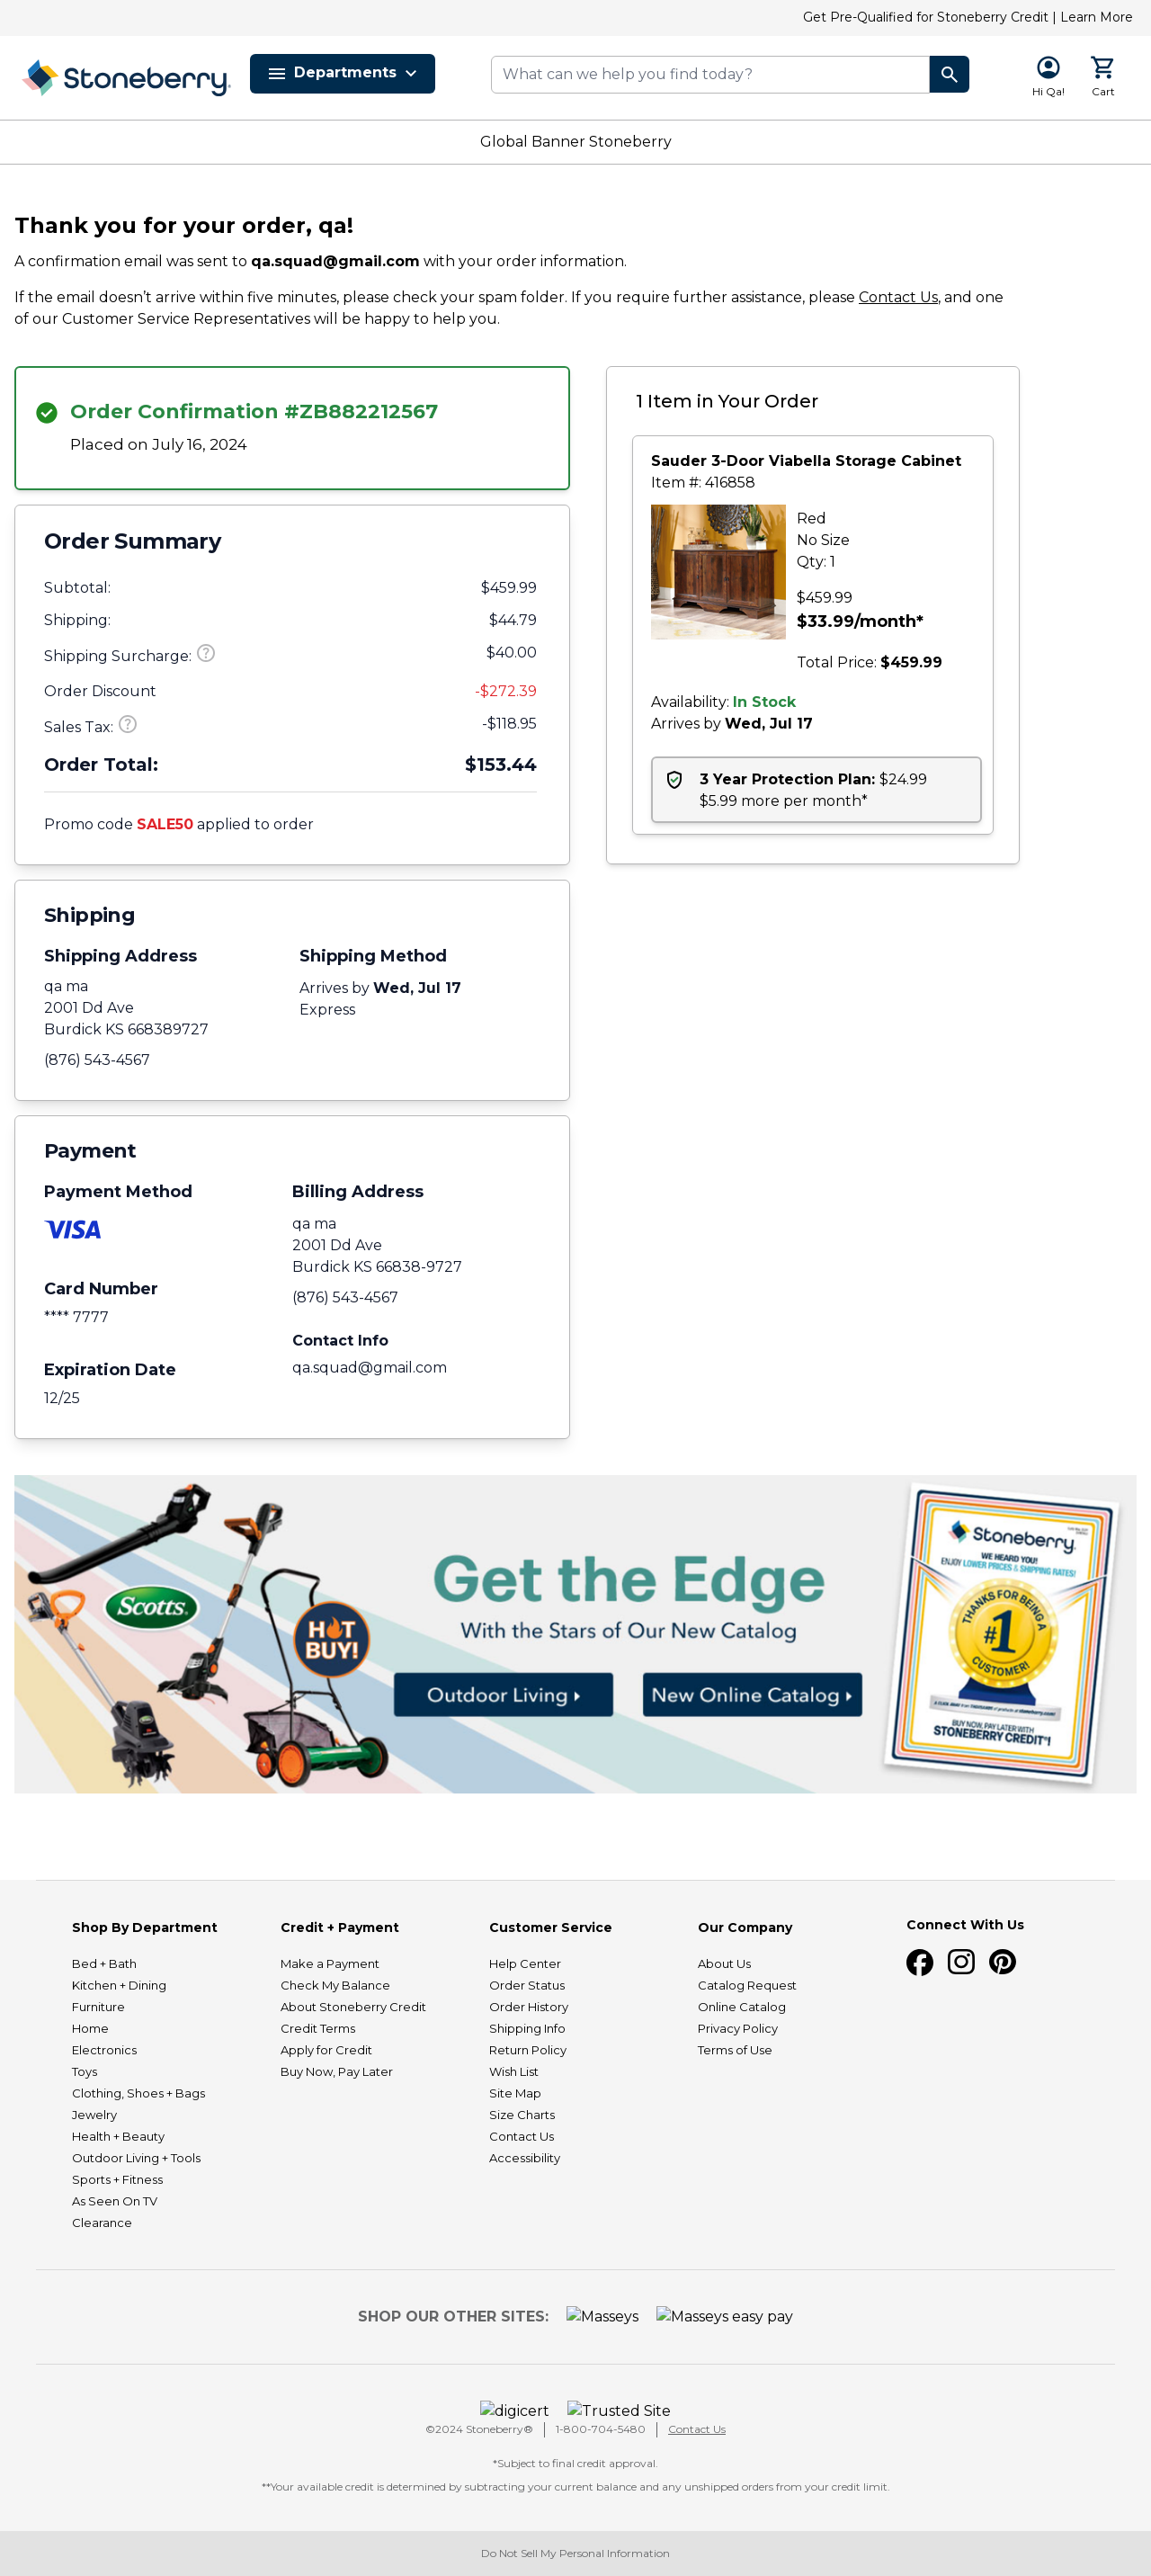 Get Pre-Qualified for Stoneberry Credit | Learn More
Stoneberry
Departments
What can we help you find today?
Hi Qa!
Cart
Global Banner Stoneberry
Thank you for your order, qa!
A confirmation email was sent to qa.squad@gmail.com with your order information.
If the email doesn’t arrive within five minutes, please check your spam folder. If you require further assistance, please Contact Us, and one
of our Customer Service Representatives will be happy to help you.
Order Confirmation #ZB882212567
Placed on July 16, 2024
Order Summary
Subtotal: $459.99
Shipping: $44.79
Shipping Surcharge: $40.00
Order Discount -$272.39
Sales Tax: -$118.95
Order Total: $153.44
Promo code SALE50 applied to order
1 Item in Your Order
Sauder 3-Door Viabella Storage Cabinet
Item #: 416858
Red
No Size
Qty: 1
$459.99
$33.99/month*
Total Price: $459.99
Availability: In Stock
Arrives by Wed, Jul 17
3 Year Protection Plan: $24.99
$5.99 more per month*
Shipping
Shipping Address
qa ma
2001 Dd Ave
Burdick KS 668389727
(876) 543-4567
Shipping Method
Arrives by Wed, Jul 17
Express
Payment
Payment Method
VISA
Card Number
**** 7777
Expiration Date
12/25
Billing Address
qa ma
2001 Dd Ave
Burdick KS 66838-9727
(876) 543-4567
Contact Info
qa.squad@gmail.com
Scotts
HOT
BUY!
Get the Edge
With the Stars of Our New Catalog
Outdoor Living
New Online Catalog
Stoneberry
WE HEARD YOU!
ENJOY LOWER PRICES & SHIPPING RATES!
THANKS FOR BEING A
#1
CUSTOMER!
BUY NOW, PAY LATER WITH
STONEBERRY CREDIT!
Shop By Department
Bed + Bath
Kitchen + Dining
Furniture
Home
Electronics
Toys
Clothing, Shoes + Bags
Jewelry
Health + Beauty
Outdoor Living + Tools
Sports + Fitness
As Seen On TV
Clearance
Credit + Payment
Make a Payment
Check My Balance
About Stoneberry Credit
Credit Terms
Apply for Credit
Buy Now, Pay Later
Customer Service
Help Center
Order Status
Order History
Shipping Info
Return Policy
Wish List
Site Map
Size Charts
Contact Us
Accessibility
Our Company
About Us
Catalog Request
Online Catalog
Privacy Policy
Terms of Use
Connect With Us
SHOP OUR OTHER SITES: Masseys Masseys easy pay
digicert Trusted Site
©2024 Stoneberry® | 1-800-704-5480 | Contact Us
*Subject to final credit approval.
**Your available credit is determined by subtracting your current balance and any unshipped orders from your credit limit.
Do Not Sell My Personal Information